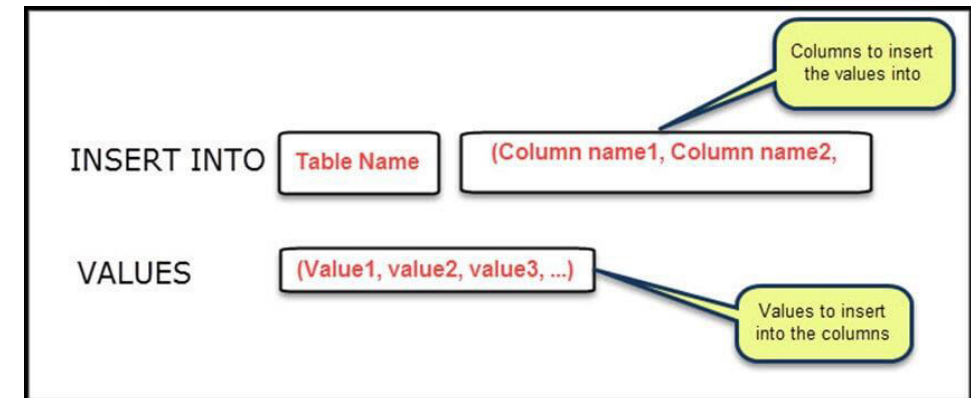 Columns to insert
the values into
INSERT INTO Table Name (Column name1, Column name2,
VALUES (Value1, value2, value3, ...)
Values to insert
into the columns